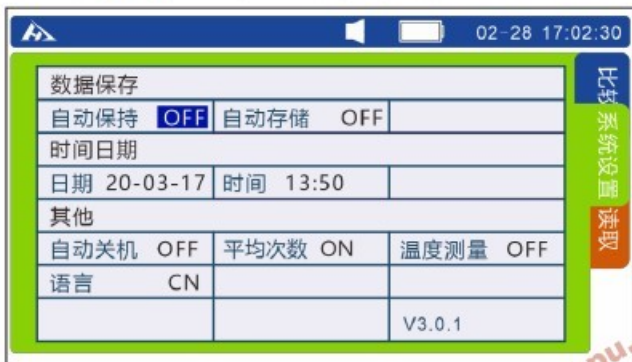 02-28 17:02:30
数据保存
自动保持 OFF 自动存储 OFF
时间日期
日期 20-03-17 时间 13:50
其他
自动关机 OFF 平均次数 ON 温度测量 OFF
语言 CN
V3.0.1
比较
系统设置
读取